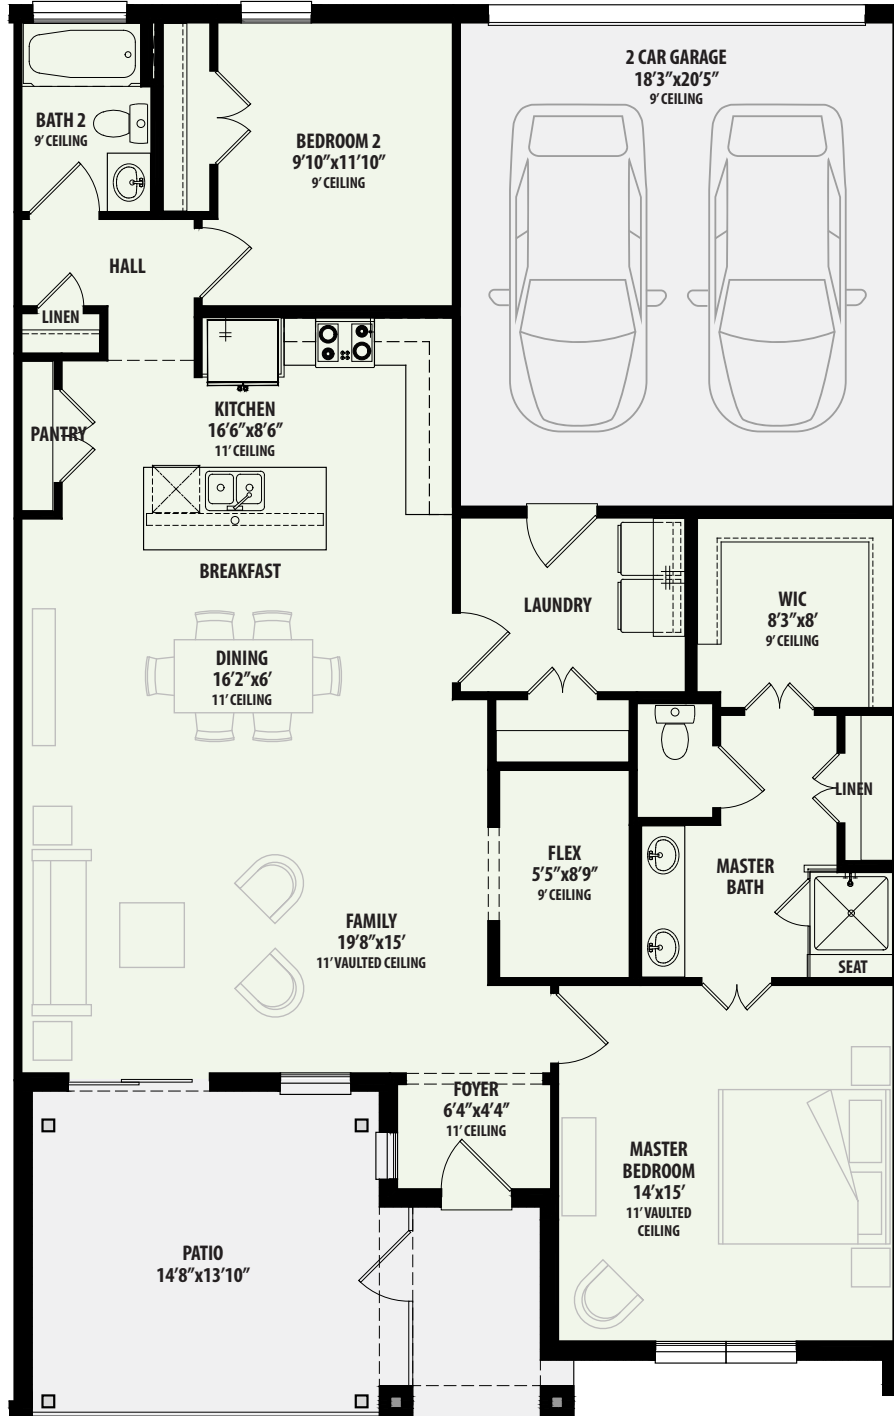 2 CAR GARAGE
18'3"x20'5"
9' CEILING
BATH 2
9' CEILING
BEDROOM 2
9'10"x11'10"
9' CEILING
HALL
LINEN
KITCHEN
16'6"x8'6"
11' CEILING
PANTRY
BREAKFAST
LAUNDRY
WIC
8'3"x8'
9' CEILING
DINING
16'2"x6'
11' CEILING
LINEN
FLEX
5'5"x8'9"
9' CEILING
MASTER
BATH
FAMILY
19'8"x15'
11' VAULTED CEILING
SEAT
FOYER
6'4"x4'4"
11' CEILING
MASTER
BEDROOM
14'x15'
11' VAULTED
CEILING
PATIO
14'8"x13'10"